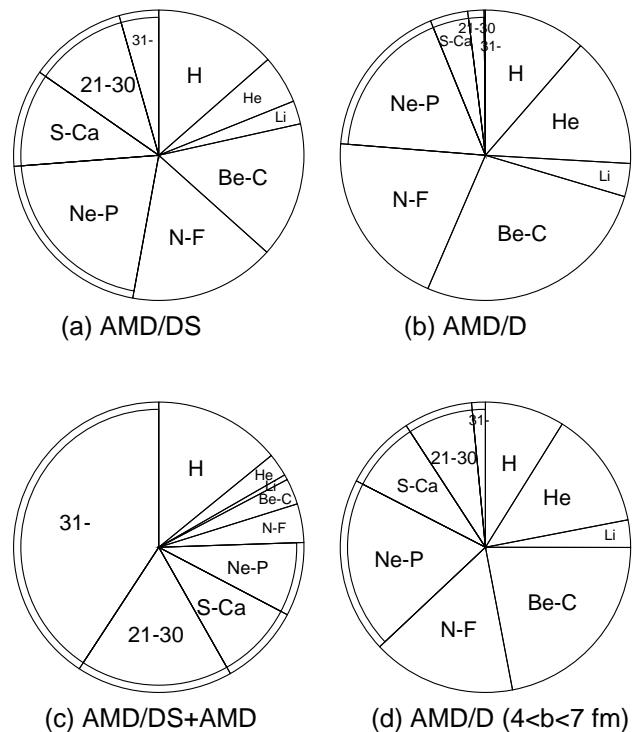 31-
H
21-30
He
Li
S-Ca
Be-C
Ne-P
N-F
(a) AMD/DS
21-30
S-Ca
31-
H
Ne-P
He
Li
N-F
Be-C
(b) AMD/D
H
He
Li
Be-C
31-
N-F
Ne-P
S-Ca
21-30
(c) AMD/DS+AMD
31-
H
21-30
S-Ca
He
Li
Ne-P
Be-C
N-F
(d) AMD/D (4<b<7 fm)